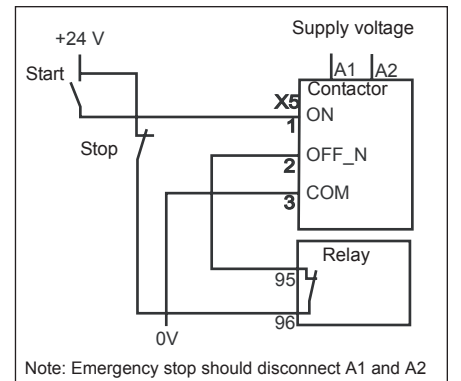 Supply voltage
+24 V
Start
A1 A2
Contactor
X5
ON
1
Stop
OFF_N
2
COM
3
Relay
95
96
0V
Note: Emergency stop should disconnect A1 and A2